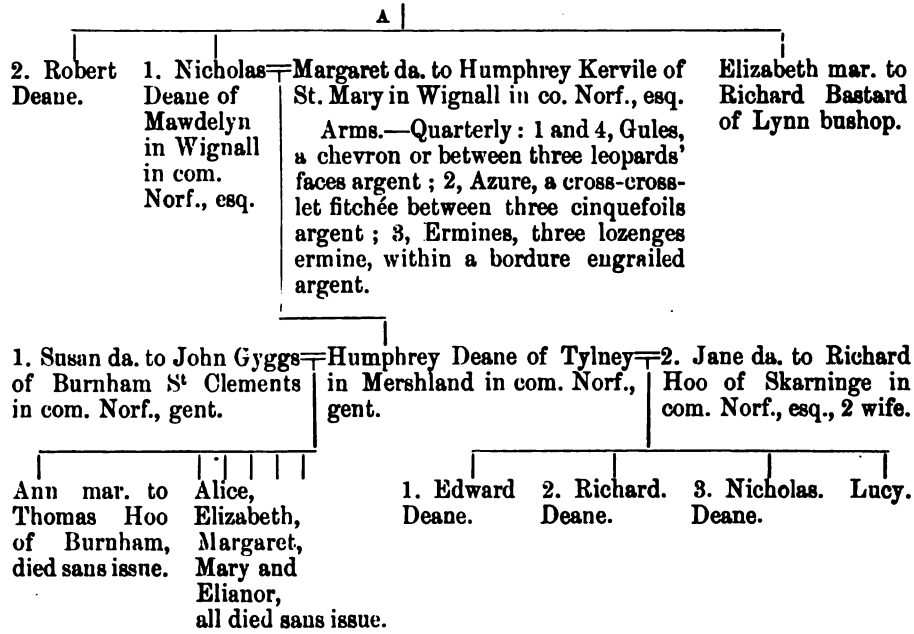 A
2. Robert
Deane.
1. Nicholas
Deane of
Mawdelyn
in Wignall
in com.
Norf., esq.
Margaret da. to Humphrey Kervile of
St. Mary in Wignall in co. Norf., esq.
Arms.—Quarterly: 1 and 4, Gules,
a chevron or between three leopards'
faces argent; 2, Azure, a cross-cross-
let fitchée between three cinquefoils
argent; 3, Ermines, three lozenges
ermine, within a bordure engrailed
argent.
Elizabeth mar. to
Richard Bastard
of Lynn bushop.
1. Susan da. to John Gyggs
of Burnham St Clements
in com. Norf., gent.
Humphrey Deane of Tylney
in Mershland in com. Norf.,
gent.
2. Jane da. to Richard
Hoo of Skarninge in
com. Norf., esq., 2 wife.
Ann mar. to
Thomas Hoo
of Burnham,
died sans issue.
Alice,
Elizabeth,
Margaret,
Mary and
Elianor,
all died sans issue.
1. Edward
Deane.
2. Richard.
Deane.
3. Nicholas.
Deane.
Lucy.